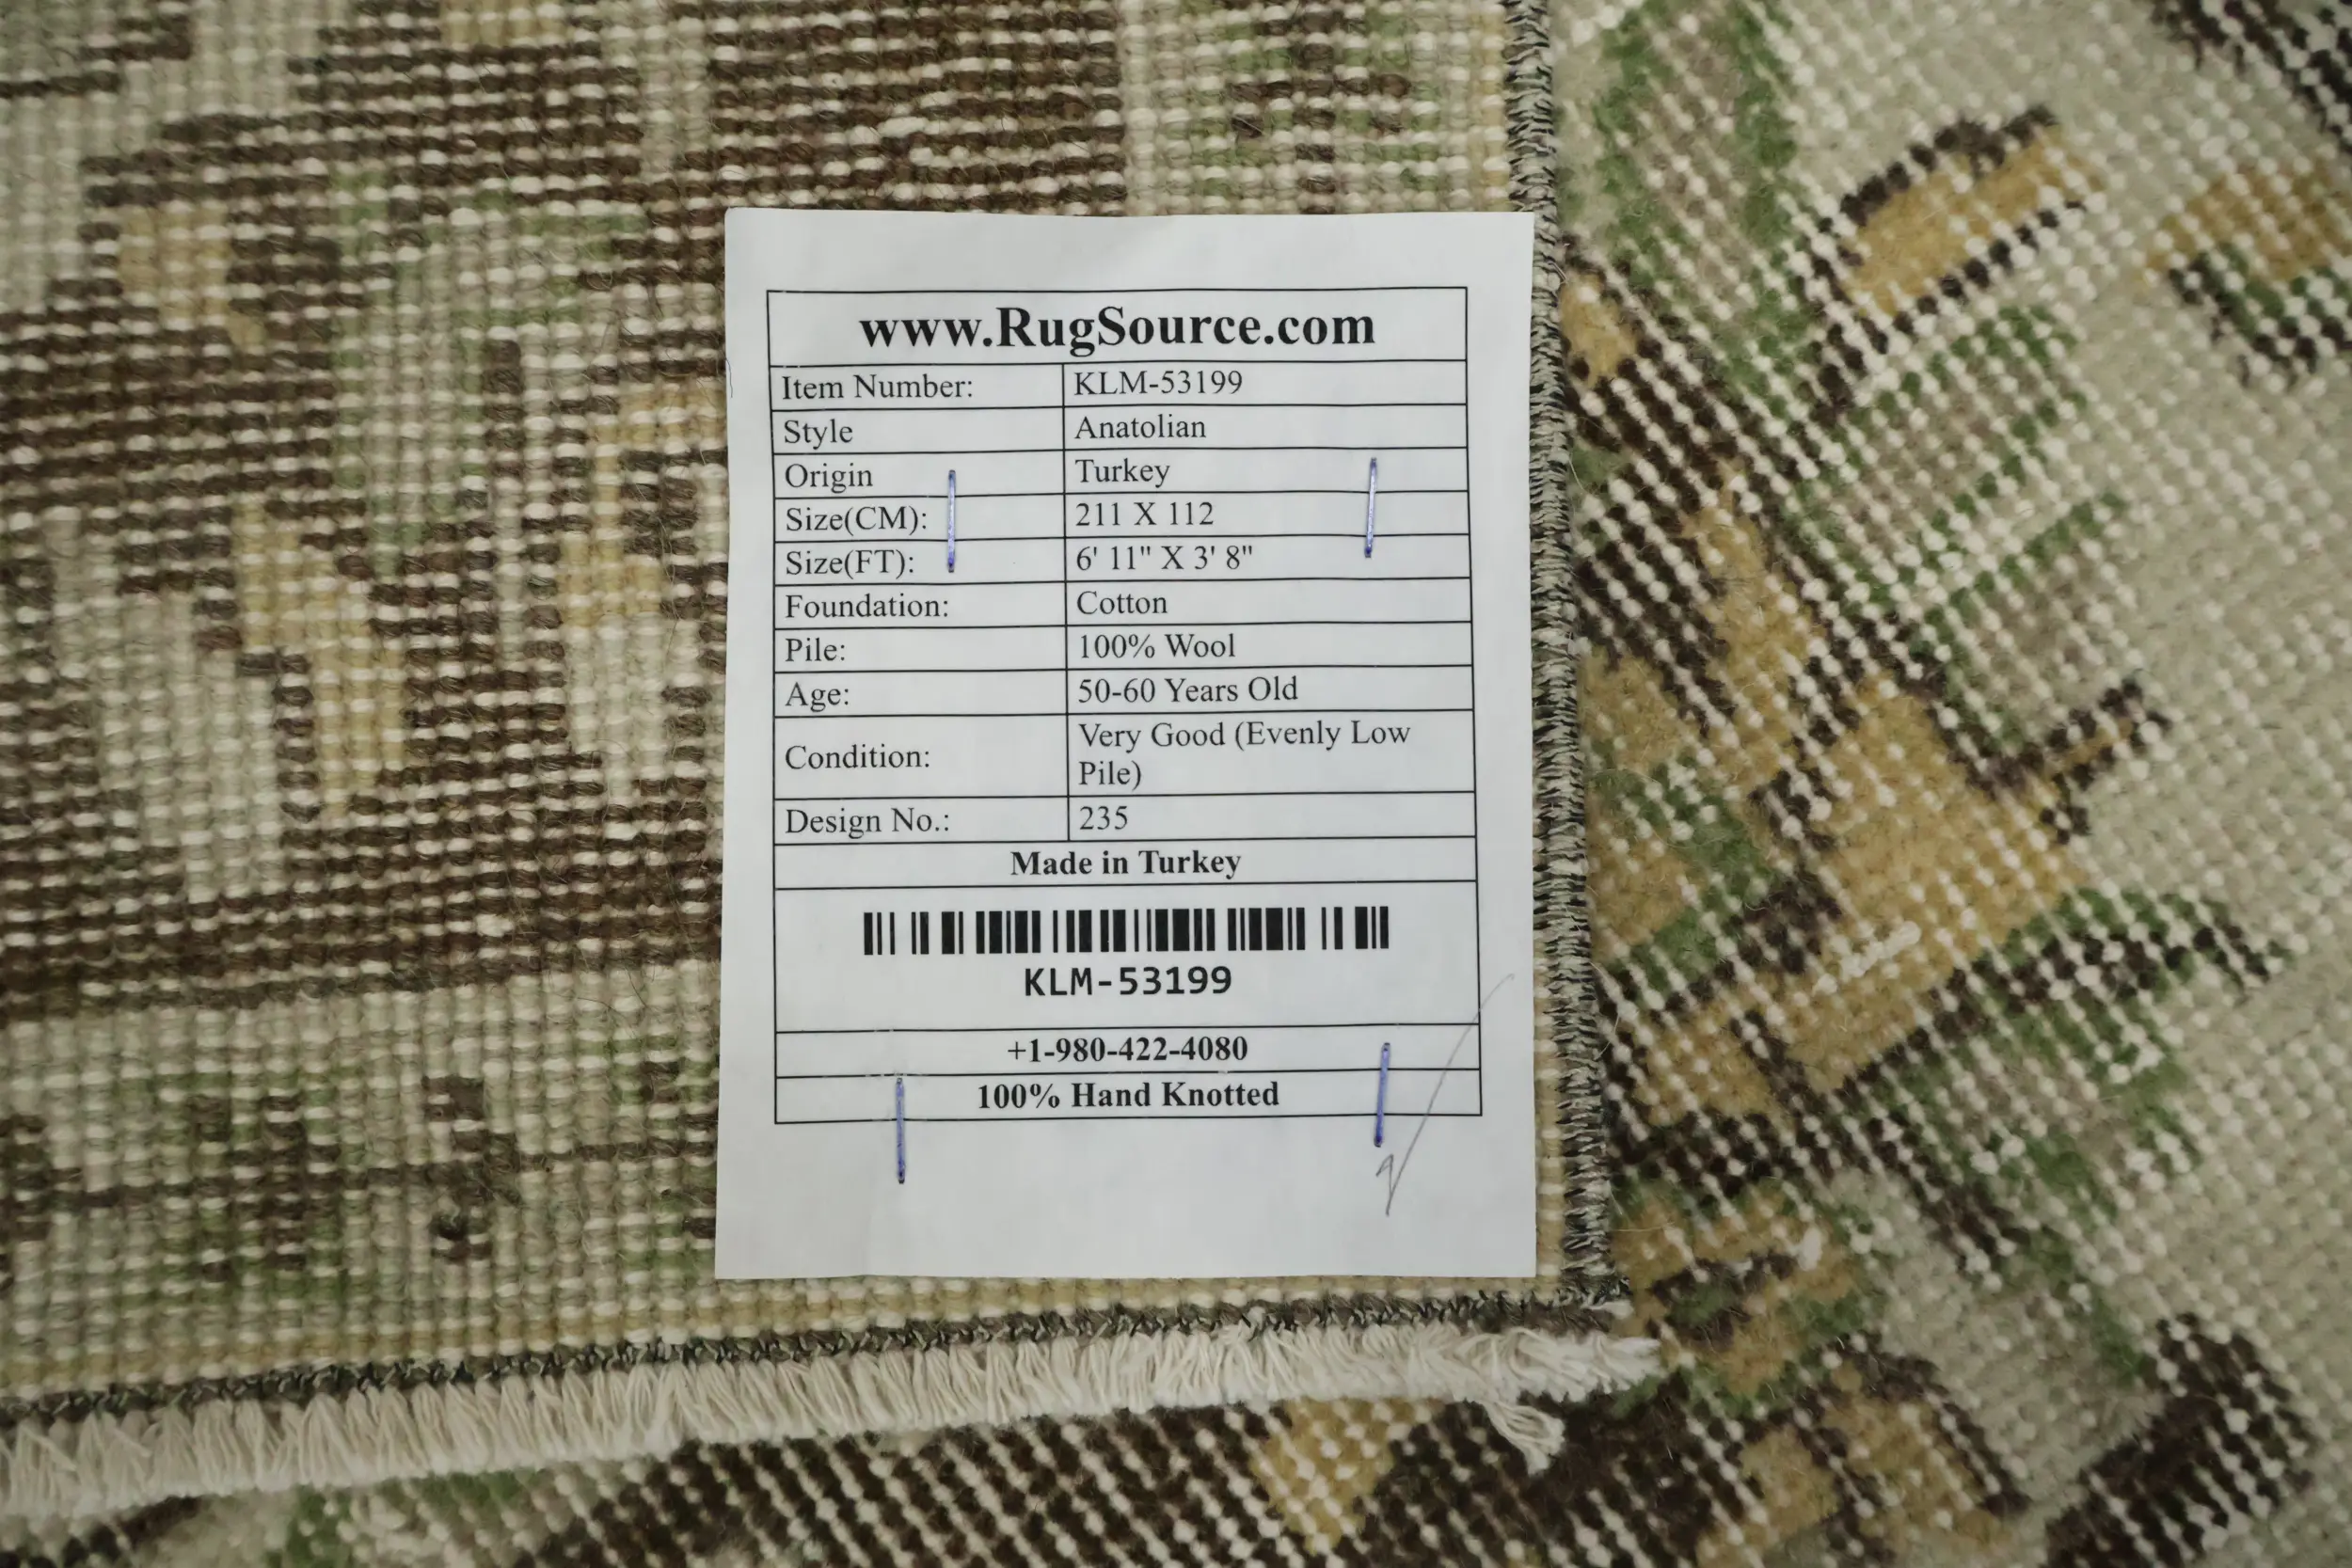 www.RugSource.com
Item Number: KLM-53199
Style Anatolian
Origin Turkey
Size(CM): 211 X 112
Size(FT): 6' 11" X 3' 8"
Foundation: Cotton
Pile: 100% Wool
Age: 50-60 Years Old
Condition: Very Good (Evenly Low
Pile)
Design No.: 235
Made in Turkey
KLM-53199
+1-980-422-4080
100% Hand Knotted